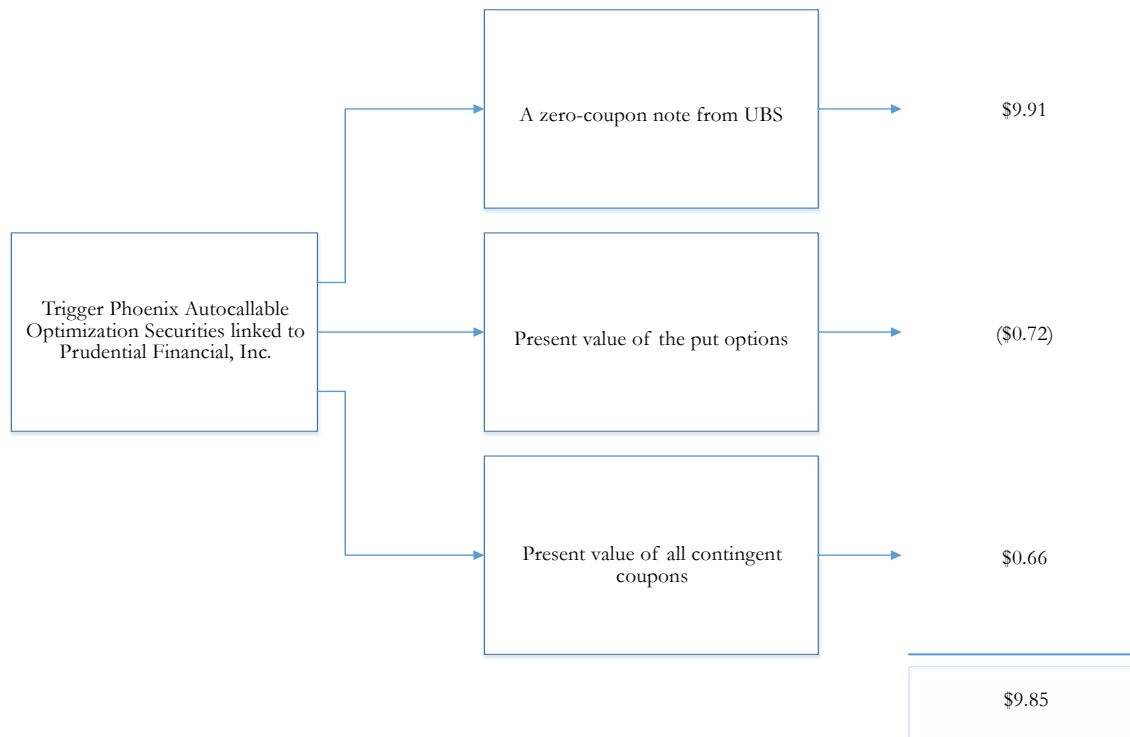 A zero-coupon note from UBS
$9.91
Trigger Phoenix Autocallable
Optimization Securities linked to
Prudential Financial, Inc.
Present value of the put options
($0.72)
Present value of all contingent
coupons
$0.66
$9.85